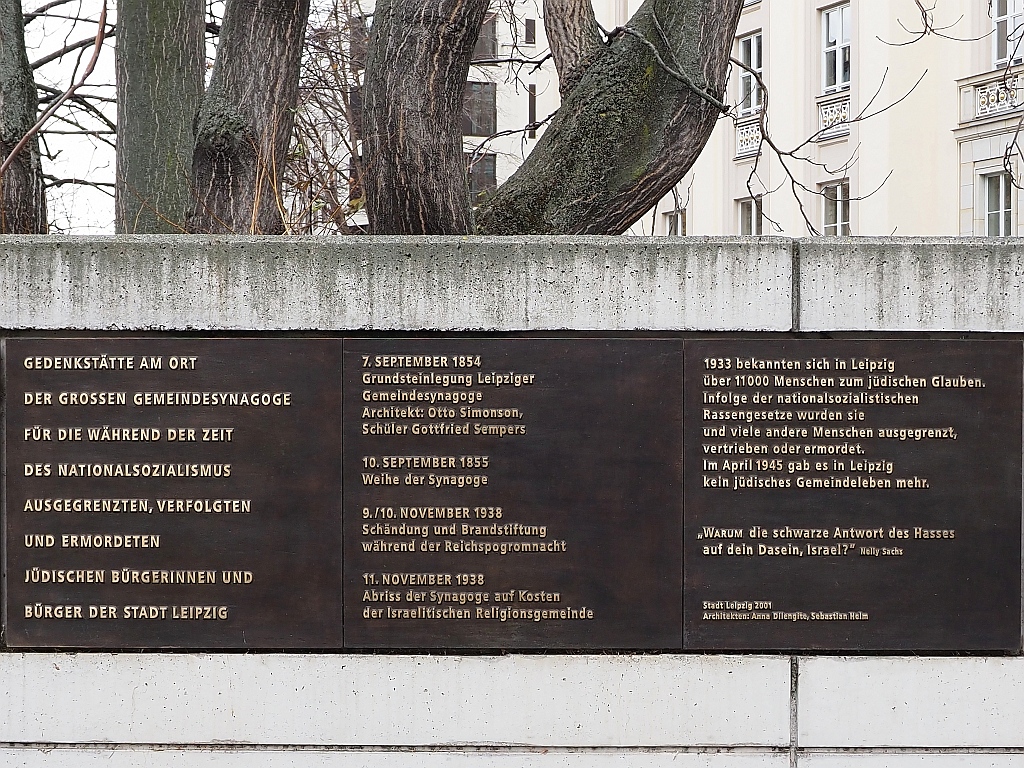 GEDENKSTÄTTE AM ORT
DER GROSSEN GEMEINDESYNAGOGE
FÜR DIE WÄHREND DER ZEIT
DES NATIONALSOZIALISMUS
AUSGEGRENZTEN, VERFOLGTEN
UND ERMORDETEN
JÜDISCHEN BÜRGERINNEN UND
BÜRGER DER STADT LEIPZIG
7. SEPTEMBER 1854
Grundsteinlegung Leipziger
Gemeindesynagoge
Architekt: Otto Simonson,
Schüler Gottfried Sempers
10. SEPTEMBER 1855
Weihe der Synagoge
9./10. NOVEMBER 1938
Schändung und Brandstiftung
während der Reichspogromnacht
11. NOVEMBER 1938
Abriss der Synagoge auf Kosten
der Israelitischen Religionsgemeinde
1933 bekannten sich in Leipzig
über 11000 Menschen zum jüdischen Glauben.
Infolge der nationalsozialistischen
Rassengesetze wurden sie
und viele andere Menschen ausgegrenzt,
vertrieben oder ermordet.
Im April 1945 gab es in Leipzig
kein jüdisches Gemeindeleben mehr.
„WARUM die schwarze Antwort des Hasses
auf dein Dasein, Israel?" Nelly Sachs
Stadt Leipzig 2001
Architekten: Anna Dilengite, Sebastian Helm